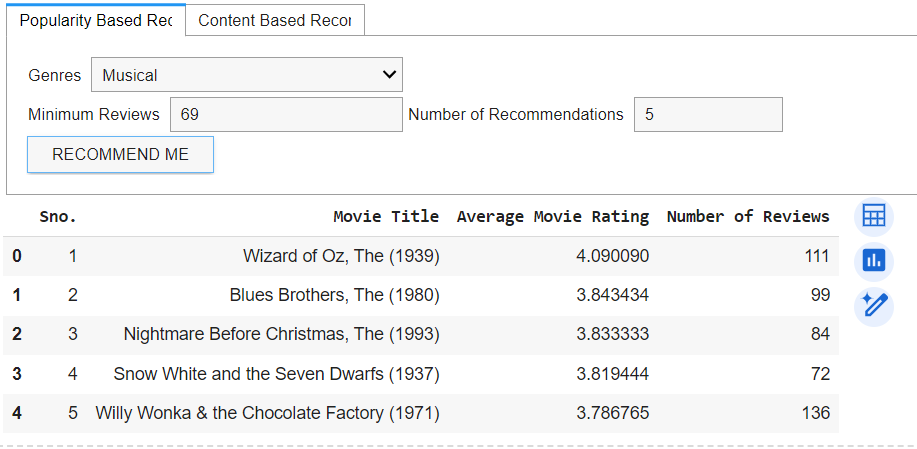 Popularity Based Rec Content Based Recor
Genres Musical
Minimum Reviews 69 Number of Recommendations 5
RECOMMEND ME
Sno. Movie Title Average Movie Rating Number of Reviews
0 1 Wizard of Oz, The (1939) 4.090090 111
1 2 Blues Brothers, The (1980) 3.843434 99
2 3 Nightmare Before Christmas, The (1993) 3.833333 84
3 4 Snow White and the Seven Dwarfs (1937) 3.819444 72
4 5 Willy Wonka & the Chocolate Factory (1971) 3.786765 136